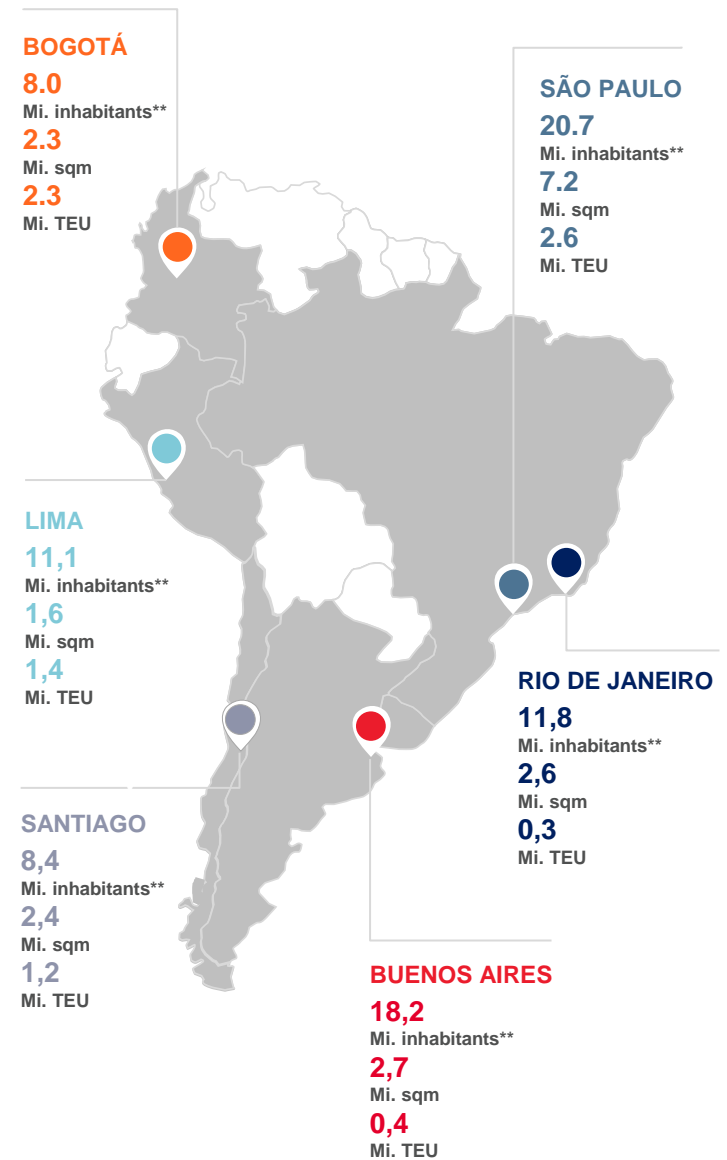 BOGOTÁ
8.0
Mi. inhabitants**
2.3
Mi. sqm
2.3
Mi. TEU
SÃO PAULO
20.7
Mi. inhabitants**
7.2
Mi. sqm
2.6
Mi. TEU
LIMA
11,1
Mi. inhabitants**
1,6
Mi. sqm
1,4
Mi. TEU
RIO DE JANEIRO
11,8
Mi. inhabitants**
2,6
Mi. sqm
0,3
Mi. TEU
SANTIAGO
8,4
Mi. inhabitants**
2,4
Mi. sqm
1,2
Mi. TEU
BUENOS AIRES
18,2
Mi. inhabitants**
2,7
Mi. sqm
0,4
Mi. TEU